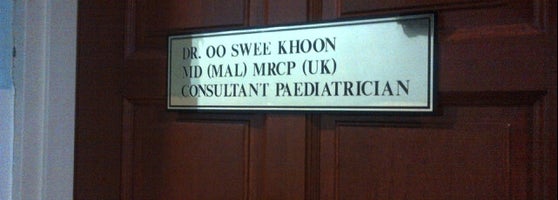 DR. OO SWEE KHOON
MD (MAL) MRCP (UK)
CONSULTANT PAEDIATRICIAN